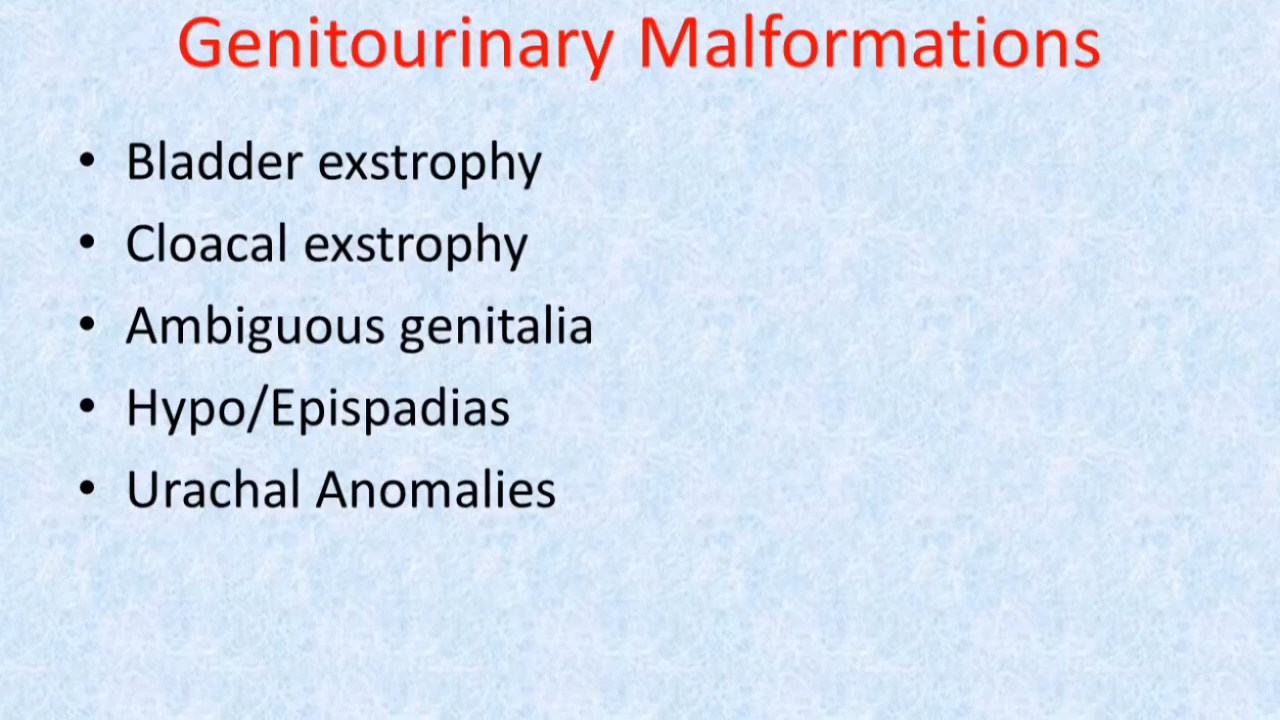 Genitourinary Malformations
• Bladder exstrophy
• Cloacal exstrophy
• Ambiguous genitalia
• Hypo/Epispadias
• Urachal Anomalies